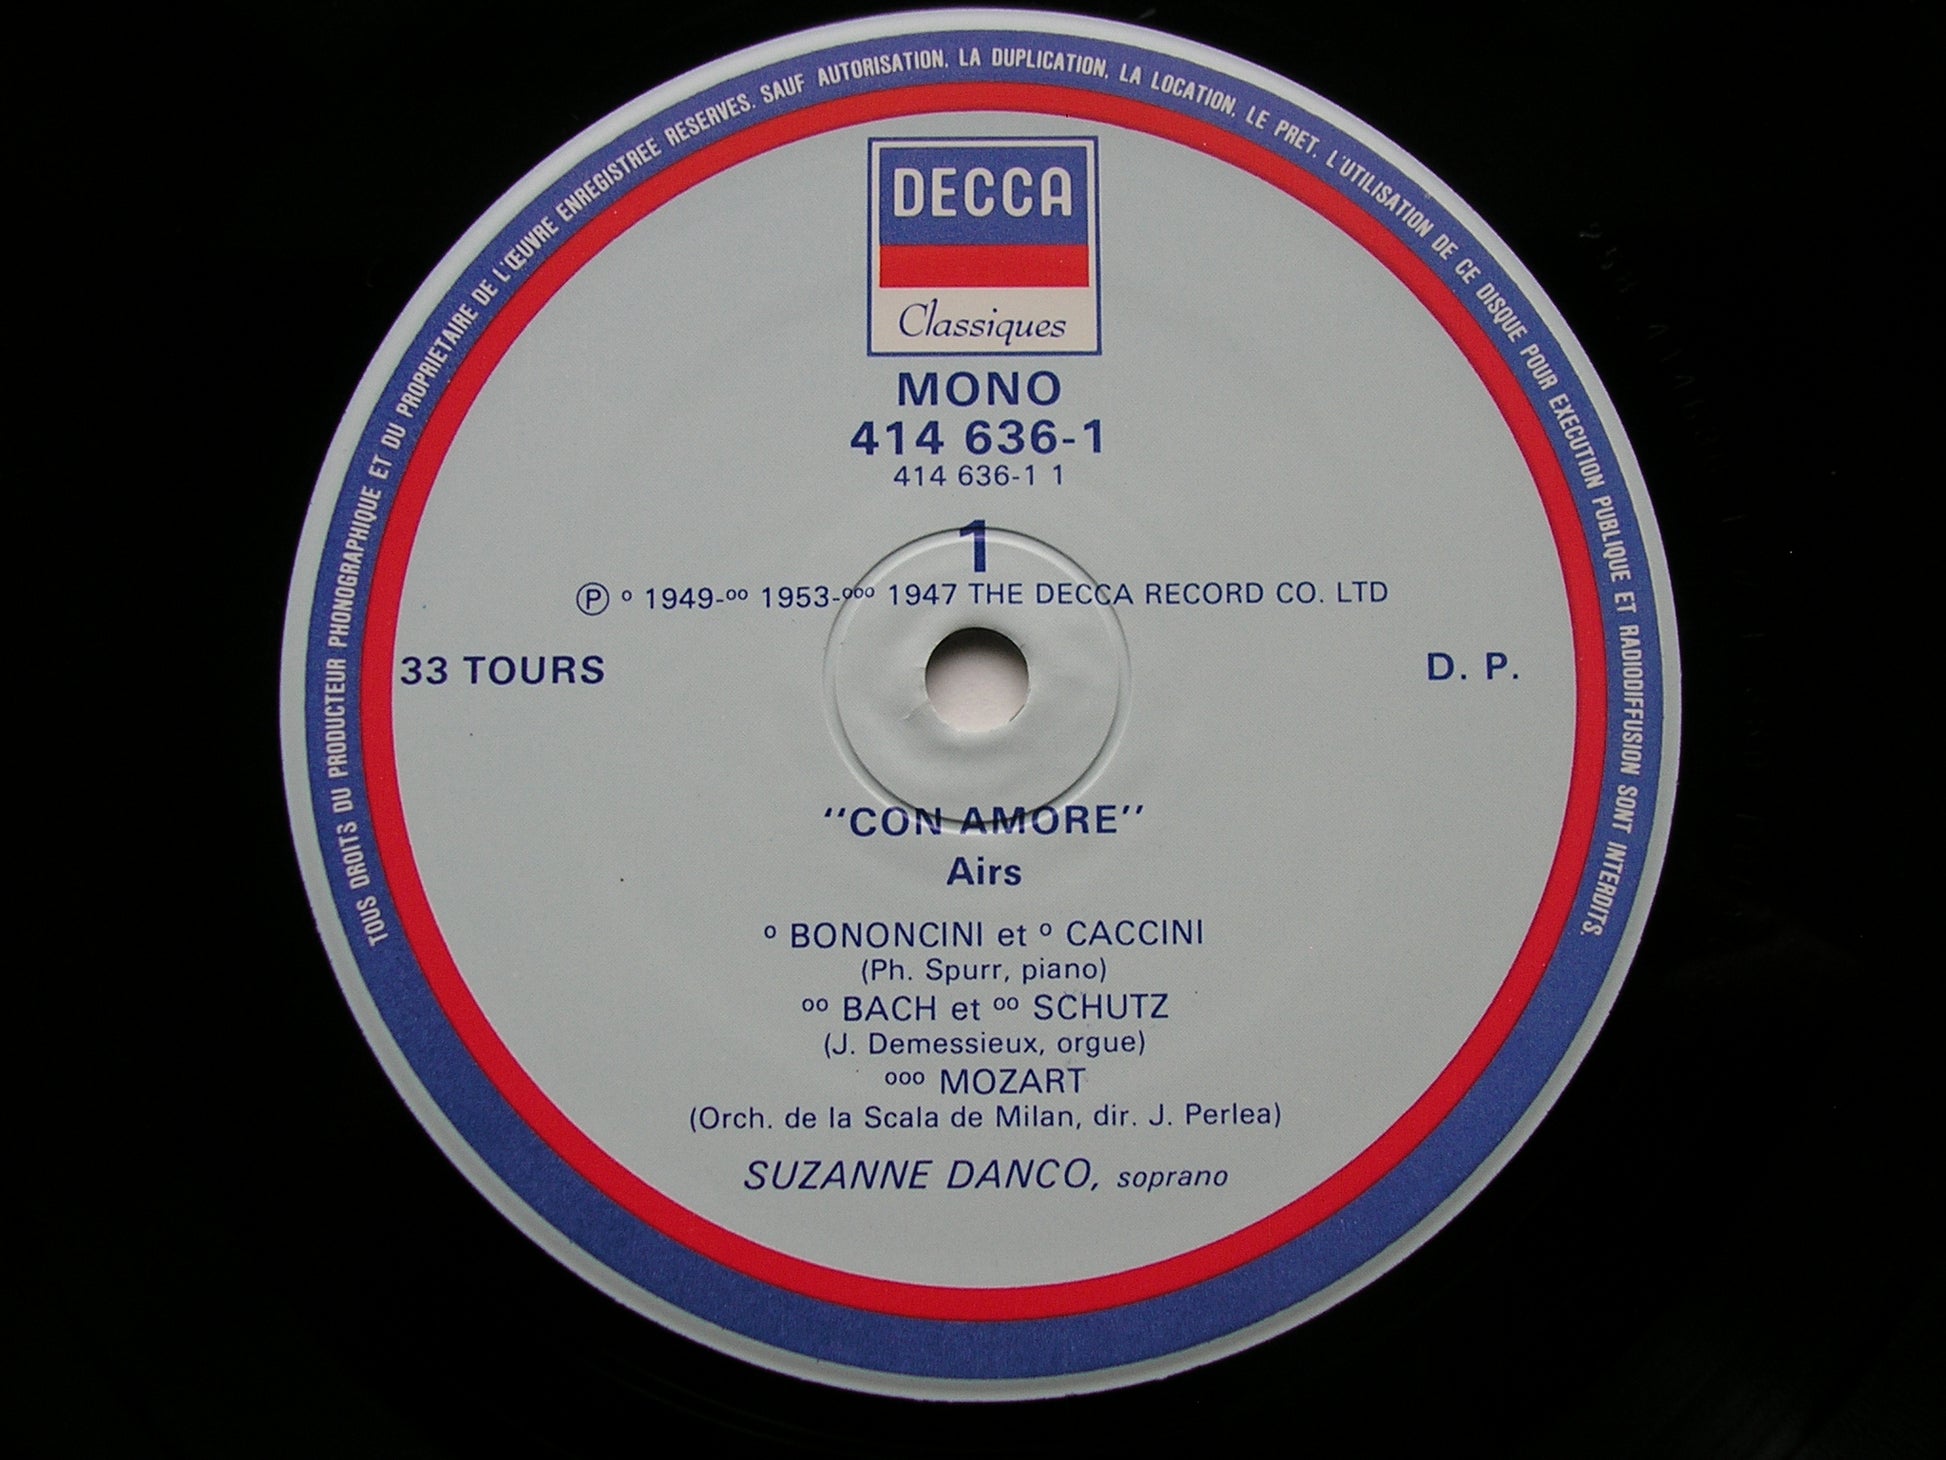 TOUS DROITS DU PRODUCTEUR PHONOGRAPHIQUE ET DU PROPRIETAIRE DE L'ŒUVRE ENREGISTREE RESERVES. SAUF AUTORISATION, LA DUPLICATION, LA LOCATION, LE PRET, L'UTILISATION DE CE DISQUE POUR EXECUTION PUBLIQUE ET RADIODIFFUSION SONT INTERDITS.
DECCA
Classiques
MONO
414 636-1
414 636-1 1
1
Ⓟ º 1949-ºº 1953-ººº 1947 THE DECCA RECORD CO. LTD
33 TOURS
D. P.
"CON AMORE"
Airs
º BONONCINI et º CACCINI
(Ph. Spurr, piano)
ºº BACH et ºº SCHUTZ
(J. Demessieux, orgue)
ººº MOZART
(Orch. de la Scala de Milan, dir. J. Perlea)
SUZANNE DANCO, soprano